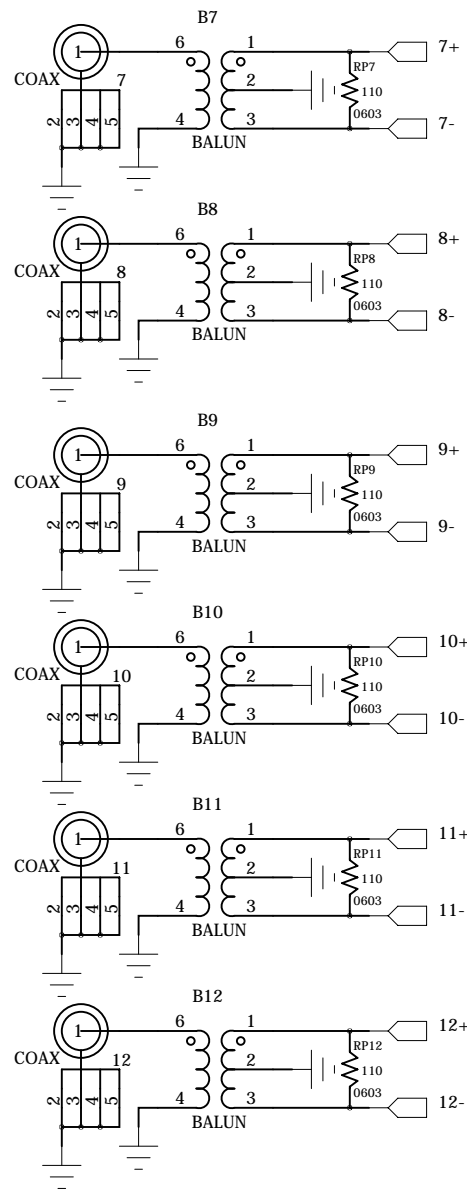 B7
1 6 1 7+
COAX 7 2 RP7
110
2 3 4 5 4 3 0603 7-
BALUN
B8
1 6 1 8+
COAX 8 2 RP8
110
2 3 4 5 4 3 0603 8-
BALUN
B9
1 6 1 9+
COAX 9 2 RP9
110
2 3 4 5 4 3 0603 9-
BALUN
B10
1 6 1 10+
COAX 10 2 RP10
110
2 3 4 5 4 3 0603 10-
BALUN
B11
1 6 1 11+
COAX 11 2 RP11
110
2 3 4 5 4 3 0603 11-
BALUN
B12
1 6 1 12+
COAX 12 2 RP12
110
2 3 4 5 4 3 0603 12-
BALUN